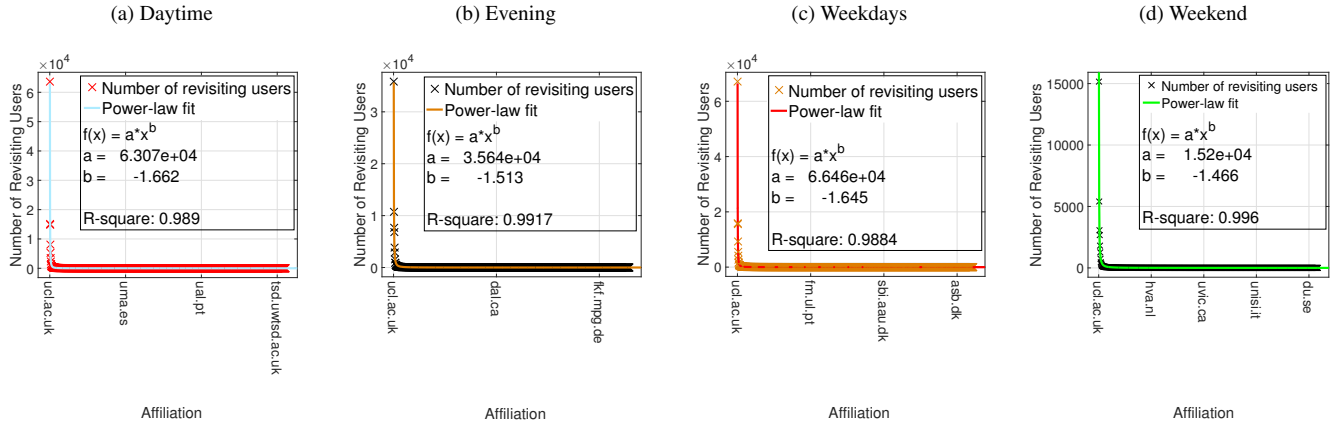 (a) Daytime
×10⁴
Number of Revisiting Users
6
5
4
3
2
1
0
Number of revisiting users
Power-law fit
f(x) = a*x^b
a = 6.307e+04
b = -1.662
R-square: 0.989
ucl.ac.uk
uma.es
ual.pt
tsd.uwtsd.ac.uk
Affiliation
(b) Evening
×10⁴
Number of Revisiting Users
3
2
1
0
Number of revisiting users
Power-law fit
f(x) = a*x^b
a = 3.564e+04
b = -1.513
R-square: 0.9917
ucl.ac.uk
dal.ca
fkf.mpg.de
Affiliation
(c) Weekdays
×10⁴
Number of Revisiting Users
6
4
2
0
Number of revisiting users
Power-law fit
f(x) = a*x^b
a = 6.646e+04
b = -1.645
R-square: 0.9884
ucl.ac.uk
fm.ul.pt
sbi.aau.dk
asb.dk
Affiliation
(d) Weekend
Number of Revisiting Users
15000
10000
5000
0
Number of revisiting users
Power-law fit
f(x) = a*x^b
a = 1.52e+04
b = -1.466
R-square: 0.996
ucl.ac.uk
hva.nl
uvic.ca
unisi.it
du.se
Affiliation